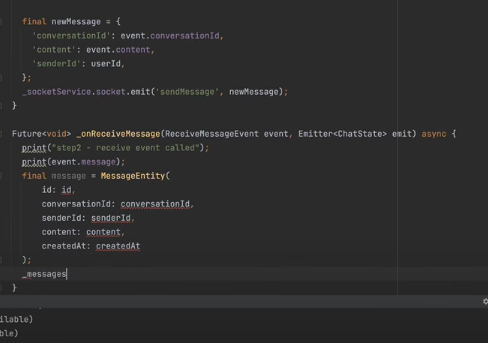 final newMessage = {
'conversationId': event.conversationId,
'content': event.content,
'senderId': userId,
};
_socketService.socket.emit('sendMessage', newMessage);
}
Future<void> _onReceiveMessage(ReceiveMessageEvent event, Emitter<ChatState> emit) async {
print("step2 - receive event called");
print(event.message);
final message = MessageEntity(
id: id,
conversationId: conversationId,
senderId: senderId,
content: content,
createdAt: createdAt
);
_messages
}
ilable)
ble)